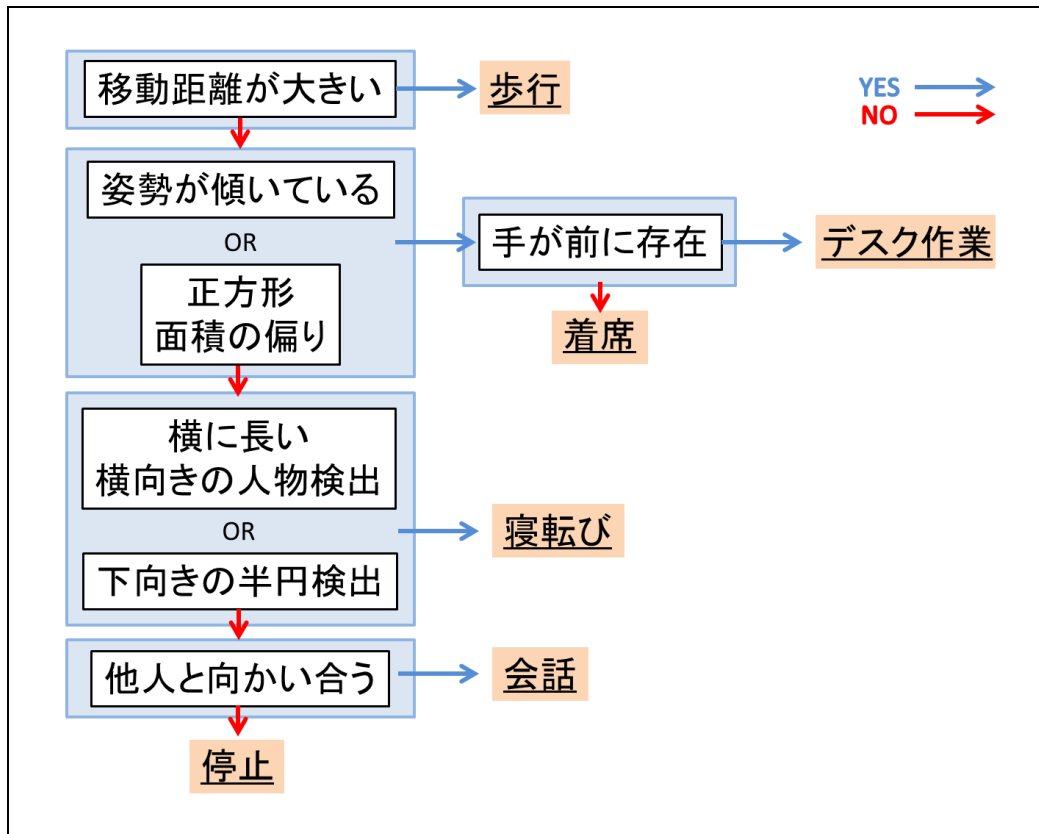 移動距離が大きい
歩行
YES
NO
姿勢が傾いている
OR
正方形
面積の偏り
手が前に存在
デスク作業
着席
横に長い
横向きの人物検出
OR
下向きの半円検出
寝転び
他人と向かい合う
会話
停止